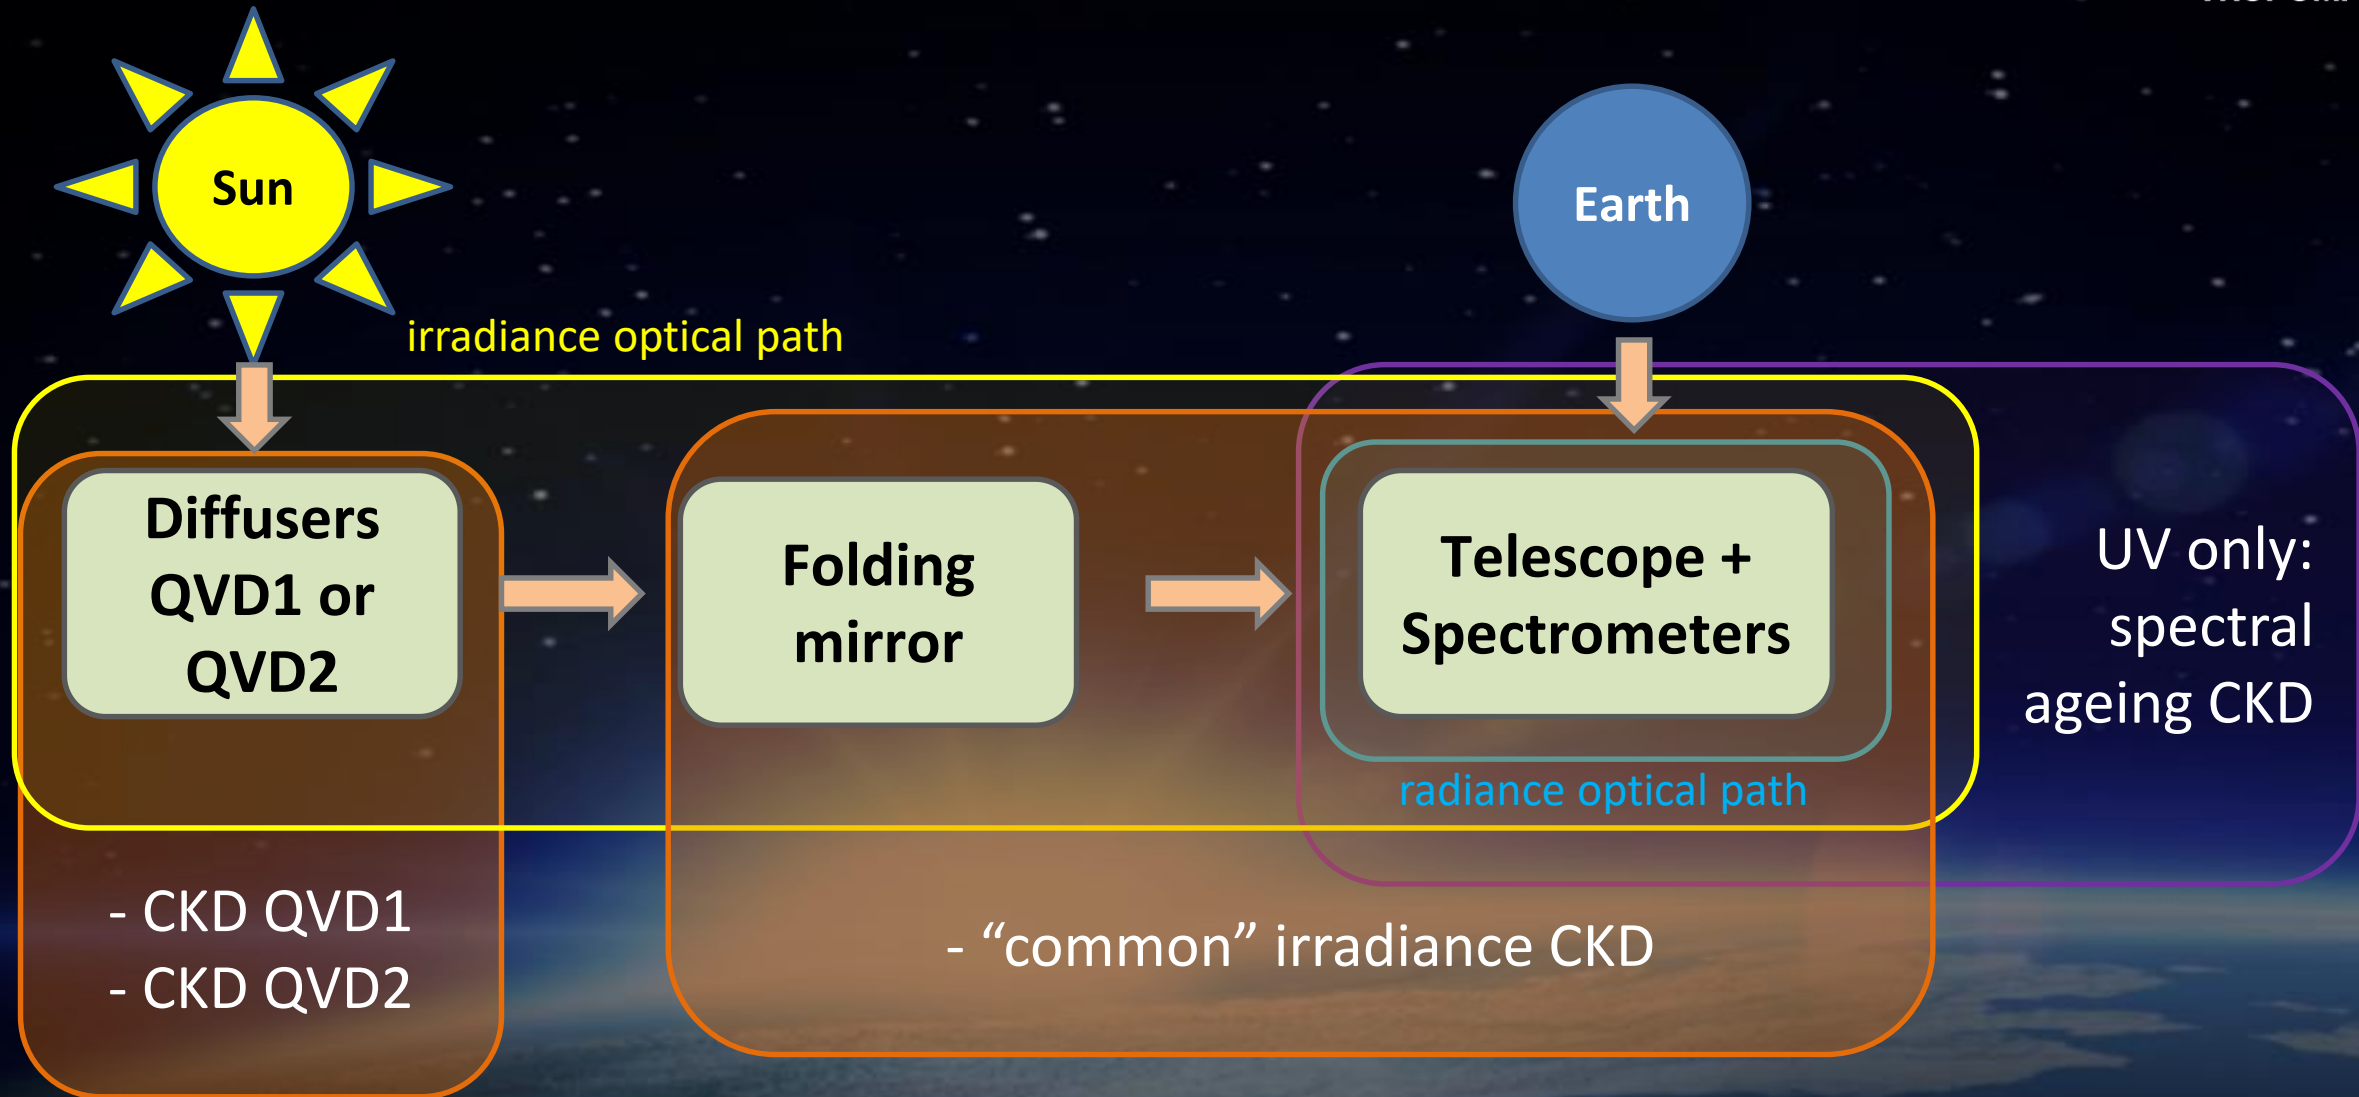 Sun
Earth
irradiance optical path
Diffusers
QVD1 or
QVD2
Folding
mirror
Telescope +
Spectrometers
UV only:
spectral
ageing CKD
radiance optical path
- CKD QVD1
- CKD QVD2
- “common” irradiance CKD